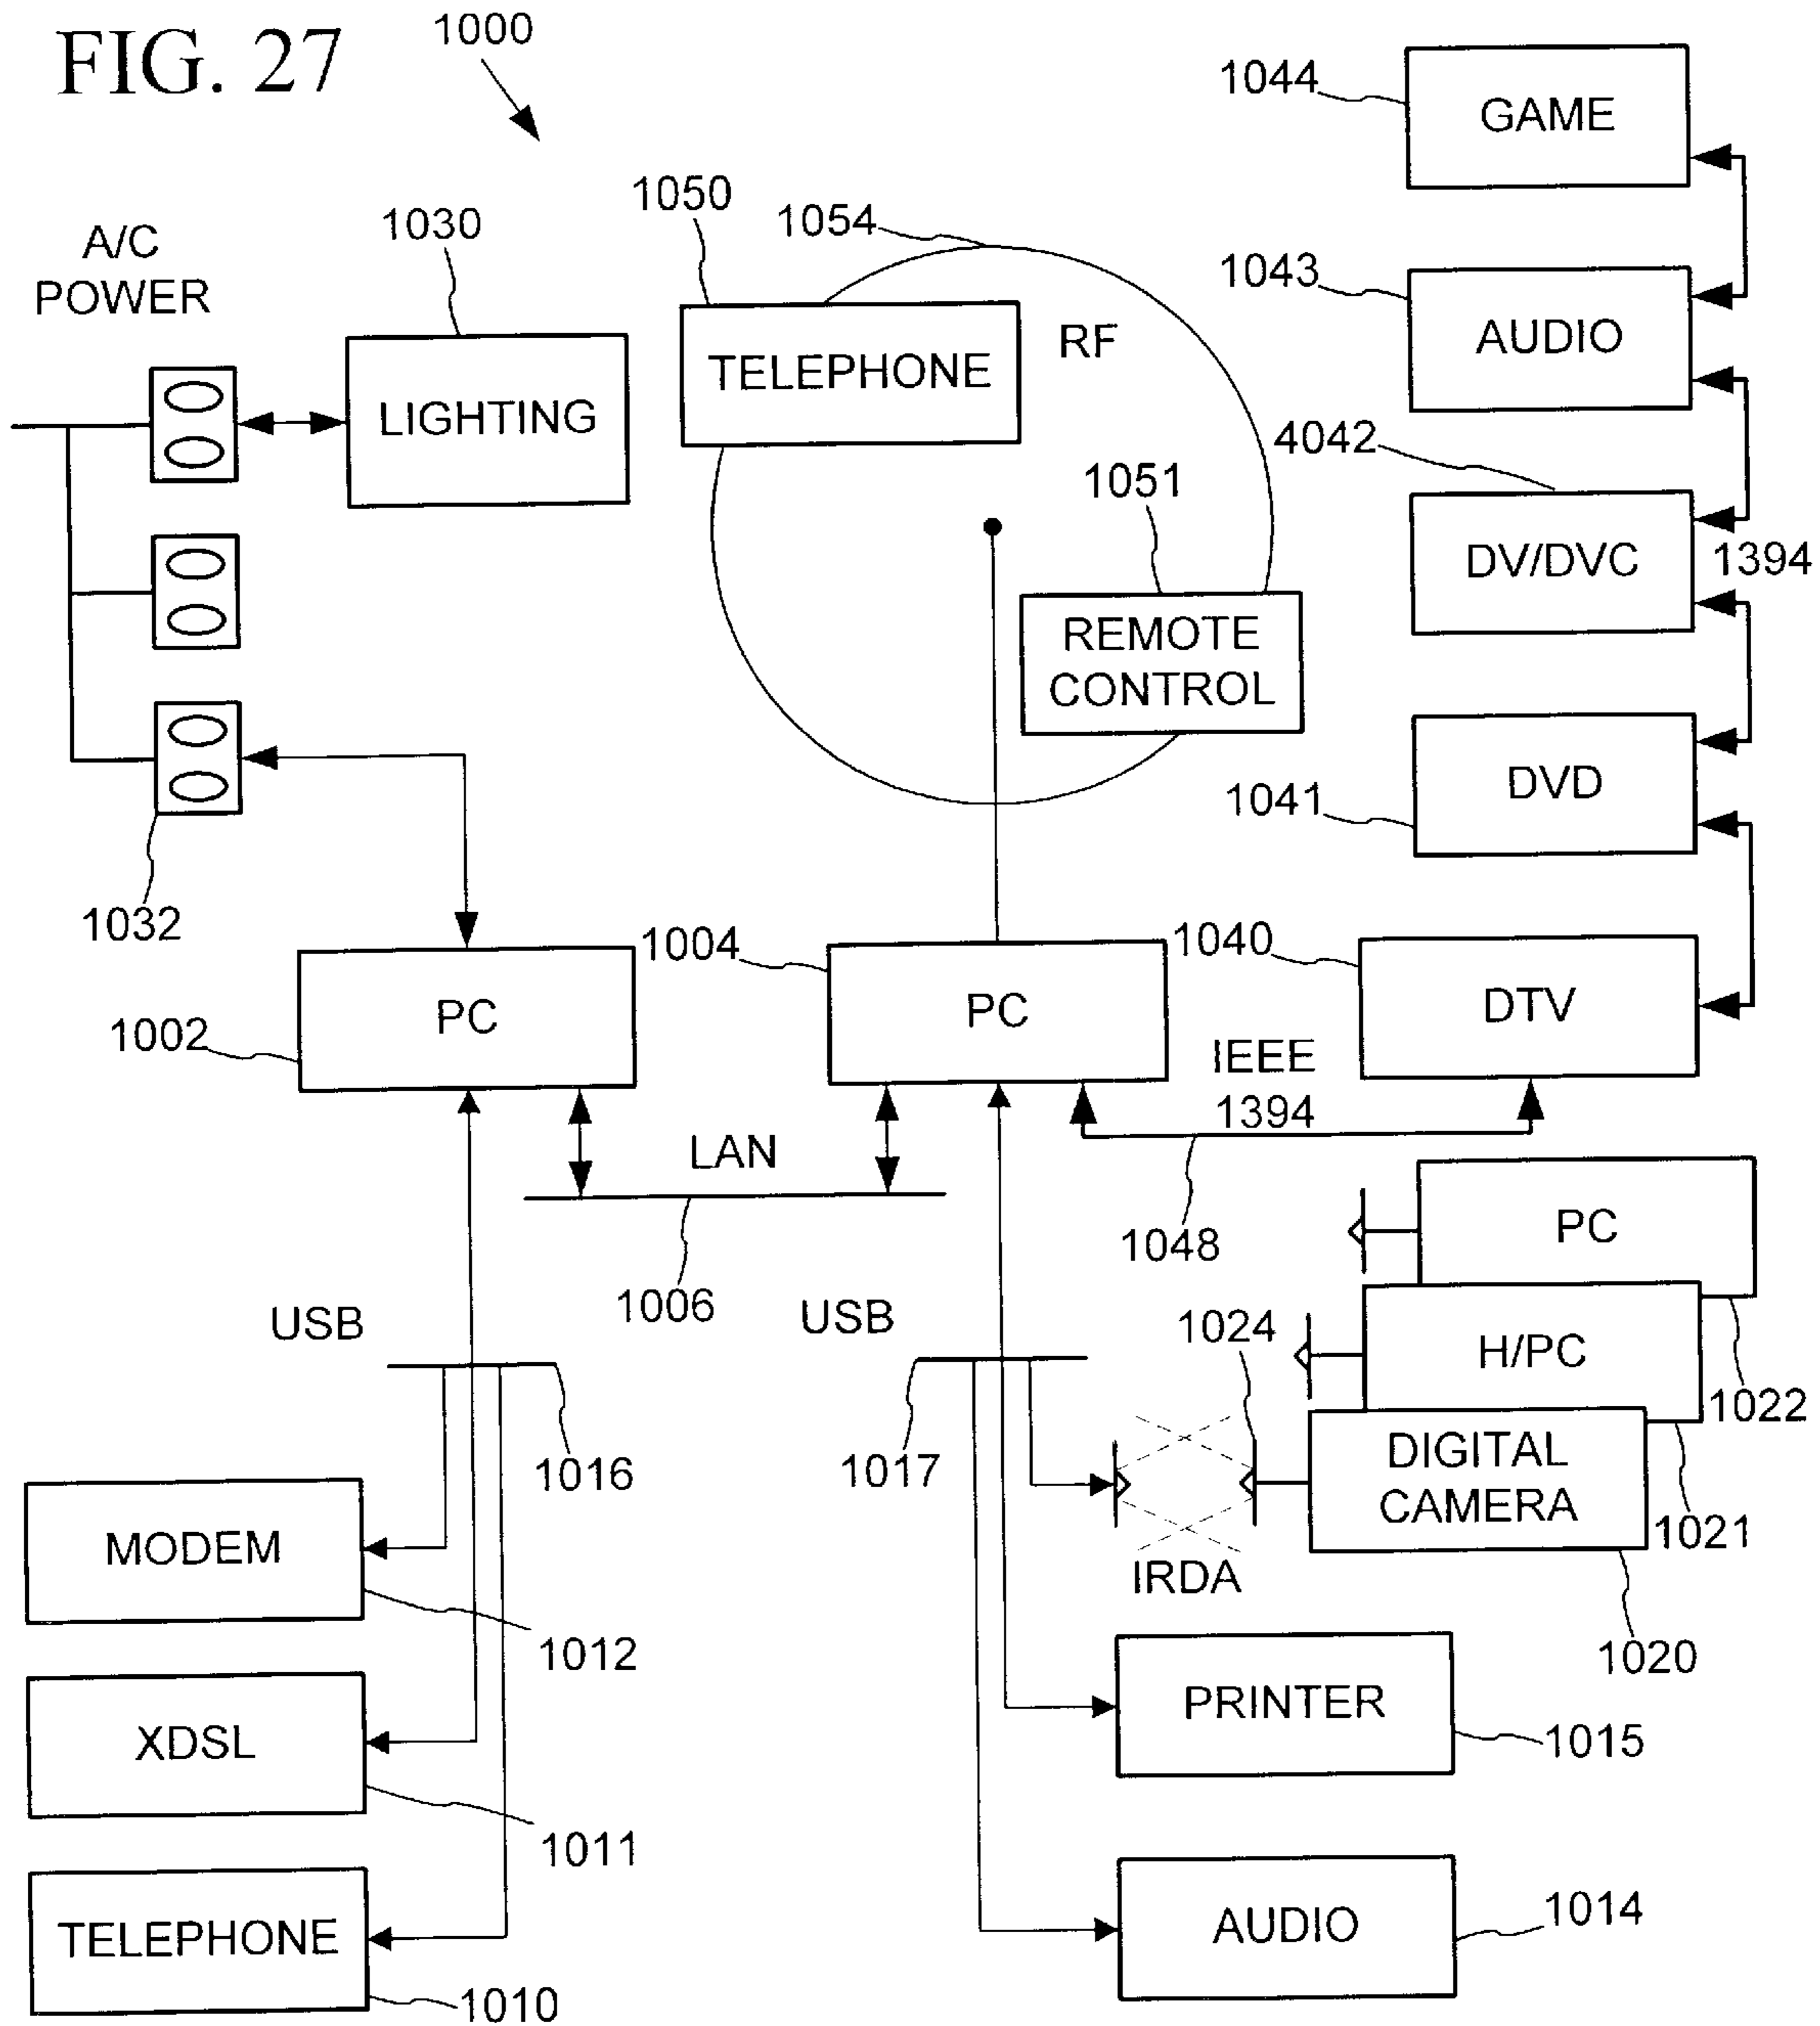 FIG. 27
1000
1044
GAME
1050
1054
1030
A/C
POWER
1043
AUDIO
RF
TELEPHONE
LIGHTING
4042
1051
DV/DVC
1394
REMOTE
CONTROL
DVD
1041
1032
1004
1040
PC
PC
DTV
1002
IEEE
1394
LAN
1048
PC
1006
USB
USB
1024
H/PC
1022
1016
1017
DIGITAL
CAMERA
1021
MODEM
IRDA
1012
1020
PRINTER
XDSL
1015
1011
TELEPHONE
AUDIO
1014
1010